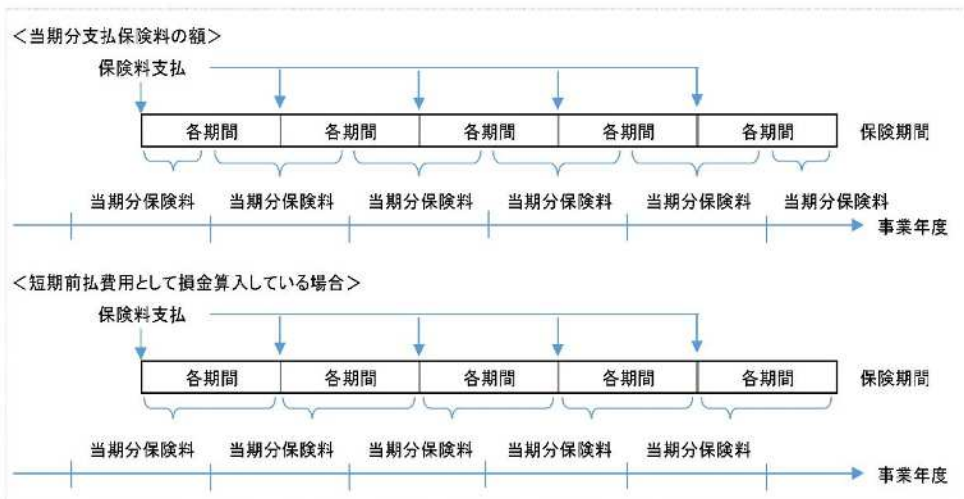 ＜当期分支払保険料の額＞
保険料支払
各期間 各期間 各期間 各期間 各期間 保険期間
当期分保険料 当期分保険料 当期分保険料 当期分保険料 当期分保険料 当期分保険料
事業年度
＜短期前払費用として損金算入している場合＞
保険料支払
各期間 各期間 各期間 各期間 各期間 保険期間
当期分保険料 当期分保険料 当期分保険料 当期分保険料 当期分保険料
事業年度